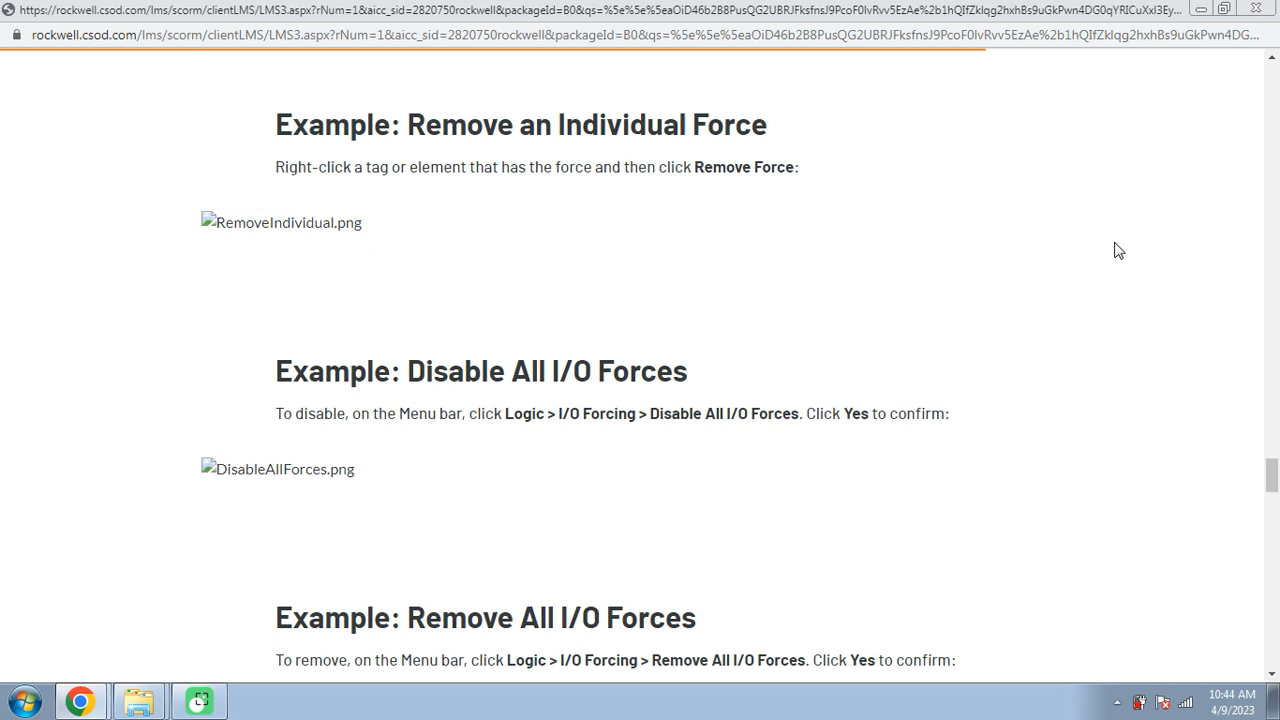 https://rockwell.csod.com/lms/scorm/clientLMS/LMS3.aspx?rNum=1&aicc_sid=2820750rockwell&packageId=B0&qs=%5e%5e%5eaOiD46b2B8PusQG2UBRJFksfnsJ9PcoF0lvRvv5EzAe%2b1hQIfZklqg2hxhBs9uGkPwn4DG0qYRICuXxI3Ey...
rockwell.csod.com/lms/scorm/clientLMS/LMS3.aspx?rNum=1&aicc_sid=2820750rockwell&packageId=B0&qs=%5e%5e%5eaOiD46b2B8PusQG2UBRJFksfnsJ9PcoF0lvRvv5EzAe%2b1hQIfZklqg2hxhBs9uGkPwn4DG...
Example: Remove an Individual Force
Right-click a tag or element that has the force and then click Remove Force:
RemoveIndividual.png
Example: Disable All I/O Forces
To disable, on the Menu bar, click Logic > I/O Forcing > Disable All I/O Forces. Click Yes to confirm:
DisableAllForces.png
Example: Remove All I/O Forces
To remove, on the Menu bar, click Logic > I/O Forcing > Remove All I/O Forces. Click Yes to confirm:
10:44 AM
4/9/2023